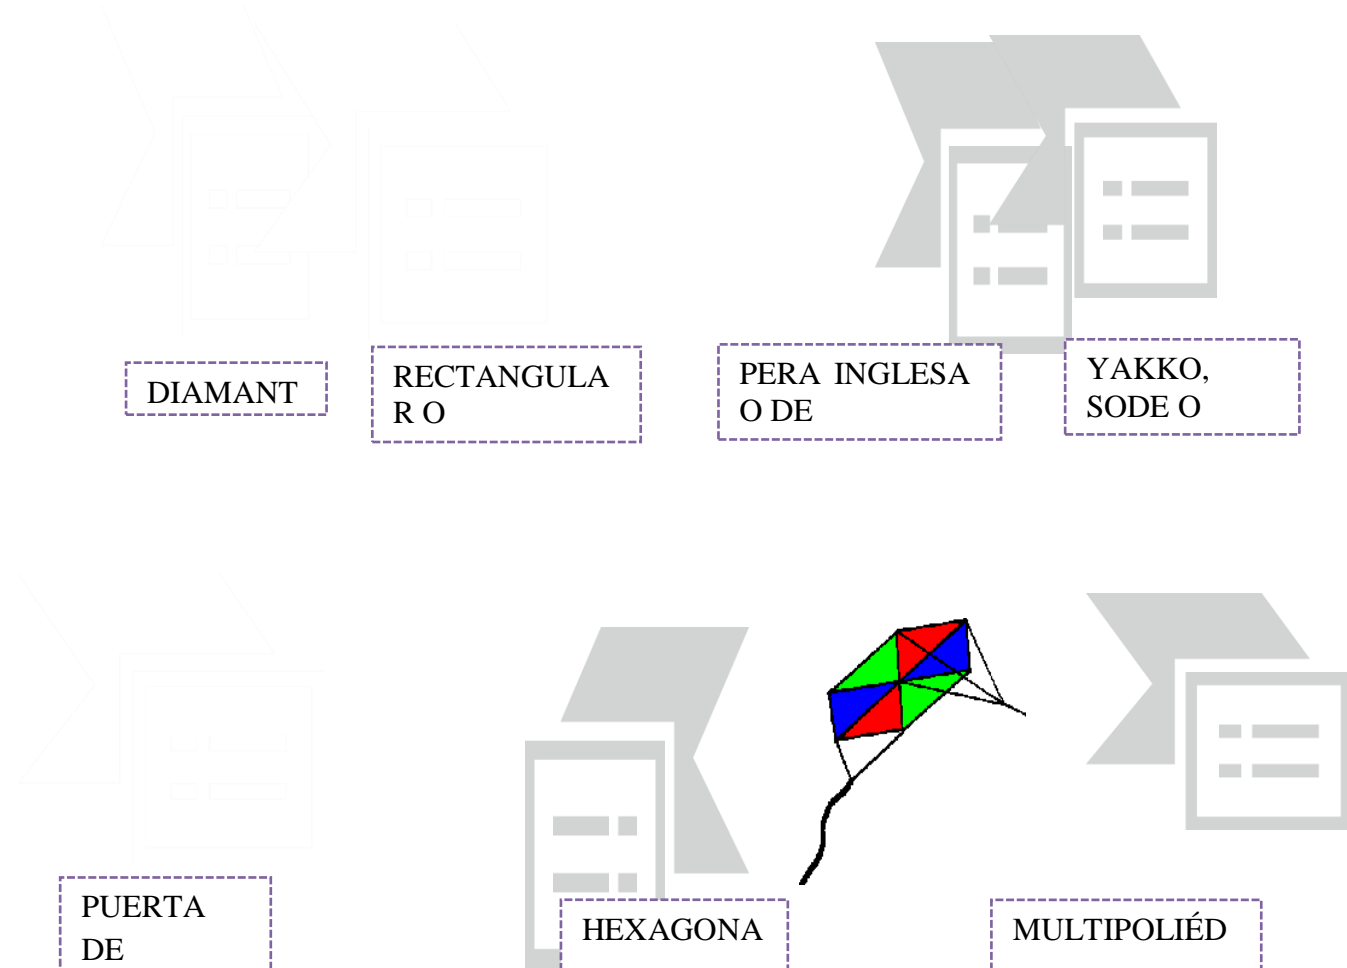 DIAMANT
RECTANGULA
R O
PERA INGLESA
O DE
YAKKO,
SODE O
PUERTA
DE
HEXAGONA
MULTIPOLIÉD